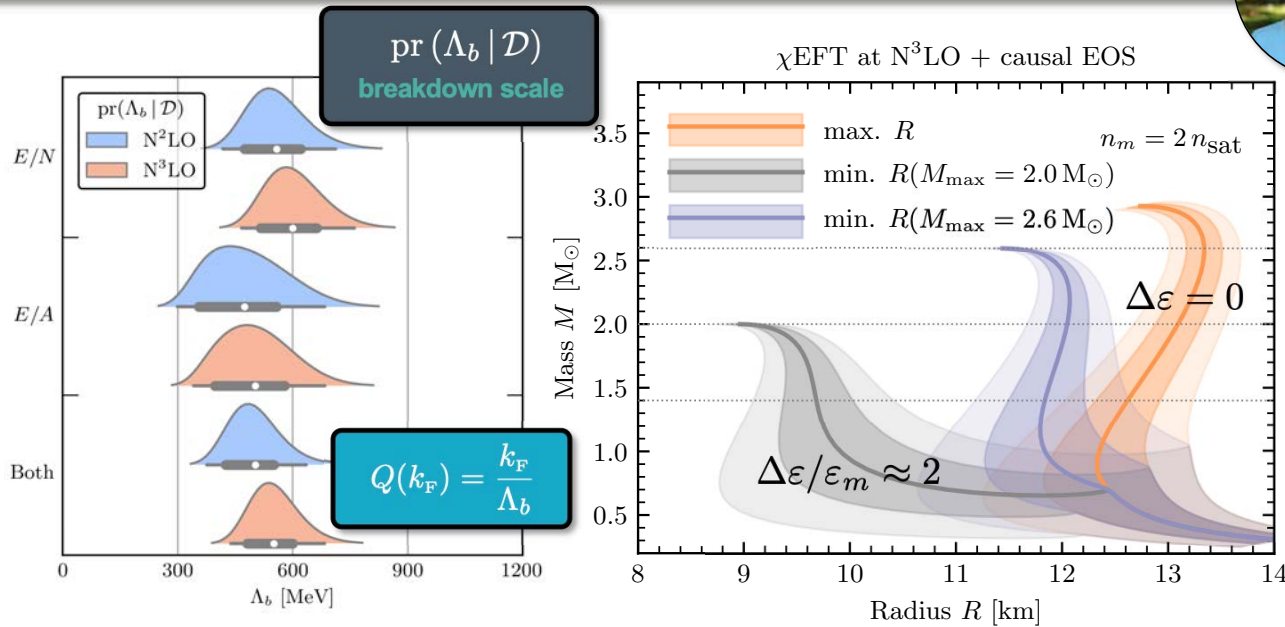 pr (Λ_b | 𝒟)
breakdown scale
pr(Λ_b | 𝒟)
N²LO
N³LO
E/N
E/A
Both
Q(k_F) = k_F / Λ_b
0 300 600 900 1200
Λ_b [MeV]
χEFT at N³LO + causal EOS
max. R
n_m = 2 n_sat
min. R(M_max = 2.0 M_⊙)
min. R(M_max = 2.6 M_⊙)
Δε = 0
Δε/ε_m ≈ 2
3.5
3.0
2.5
2.0
1.5
1.0
0.5
Mass M [M_⊙]
8 9 10 11 12 13 14
Radius R [km]